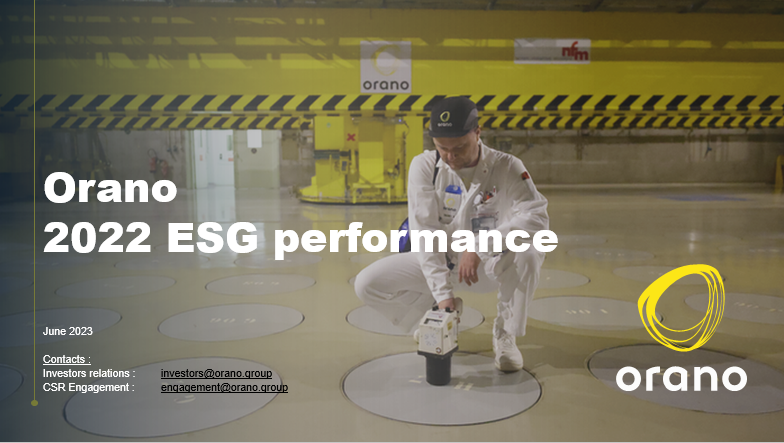 orano
nfm
Orano
2022 ESG performance
June 2023
Contacts :
Investors relations : investors@orano.group
CSR Engagement : engagement@orano.group
orano